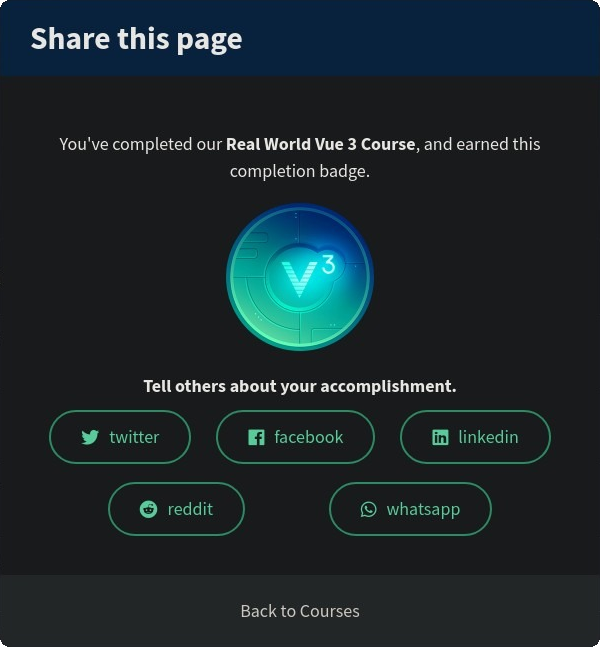 Share this page
You've completed our Real World Vue 3 Course, and earned this
completion badge.
V3
Tell others about your accomplishment.
twitter
facebook
linkedin
reddit
whatsapp
Back to Courses